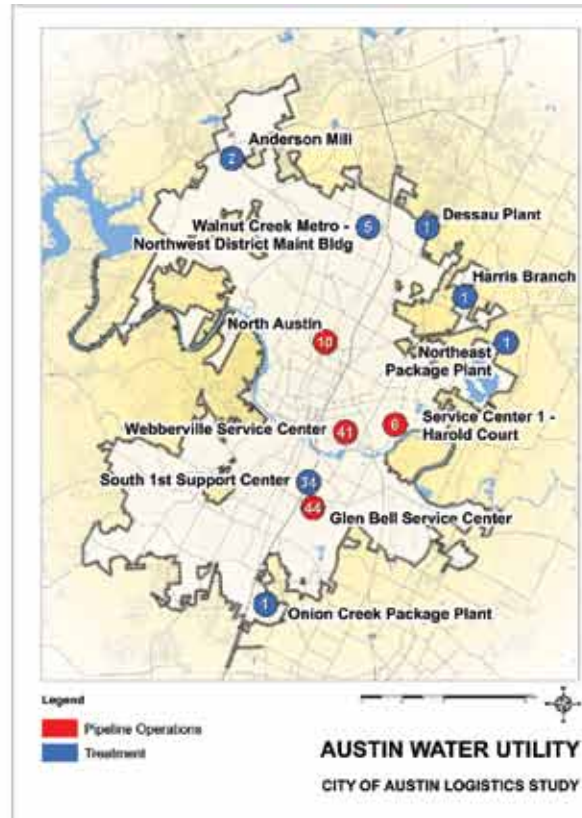 Anderson Mill
2
Walnut Creek Metro -
Northwest District Maint Bldg
5
1
Dessau Plant
Harris Branch
1
North Austin
10
1
Northeast
Package Plant
Webberville Service Center
41
6
Service Center 1 -
Harold Court
South 1st Support Center
34
44
Glen Bell Service Center
1
Onion Creek Package Plant
Legend
Pipeline Operations
Treatment
AUSTIN WATER UTILITY
CITY OF AUSTIN LOGISTICS STUDY